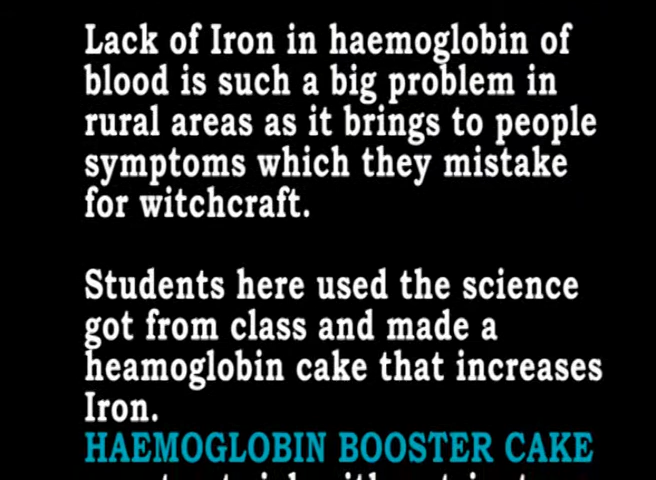 Lack of Iron in haemoglobin of
blood is such a big problem in
rural areas as it brings to people
symptoms which they mistake
for witchcraft.
Students here used the science
got from class and made a
heamoglobin cake that increases
Iron.
HAEMOGLOBIN BOOSTER CAKE